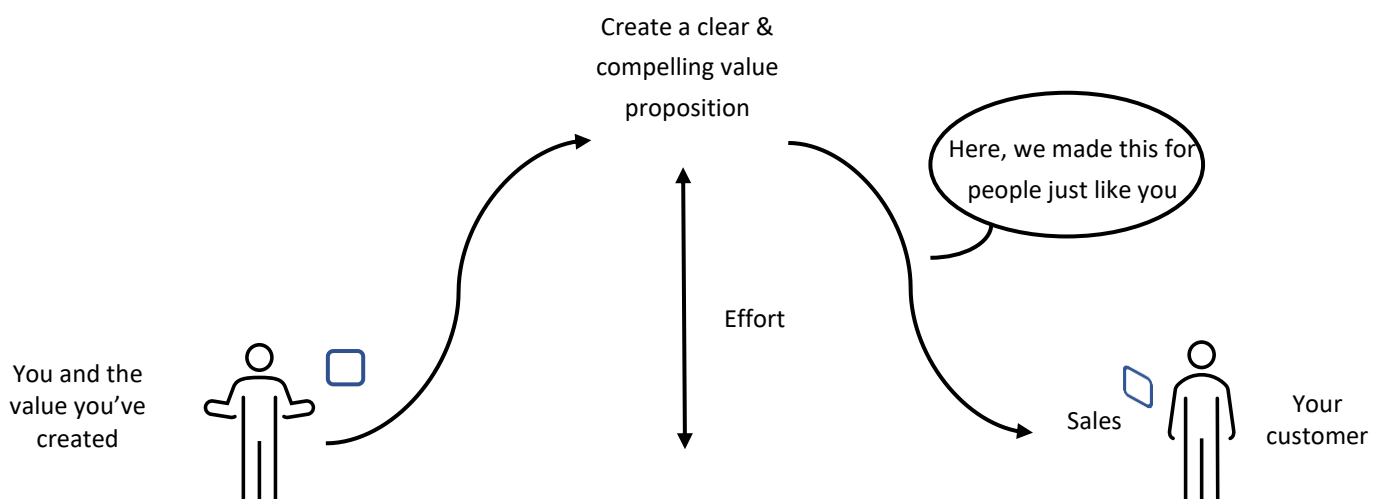 Create a clear &
compelling value
proposition
Here, we made this for
people just like you
Effort
You and the
value you’ve
created
Sales
Your
customer